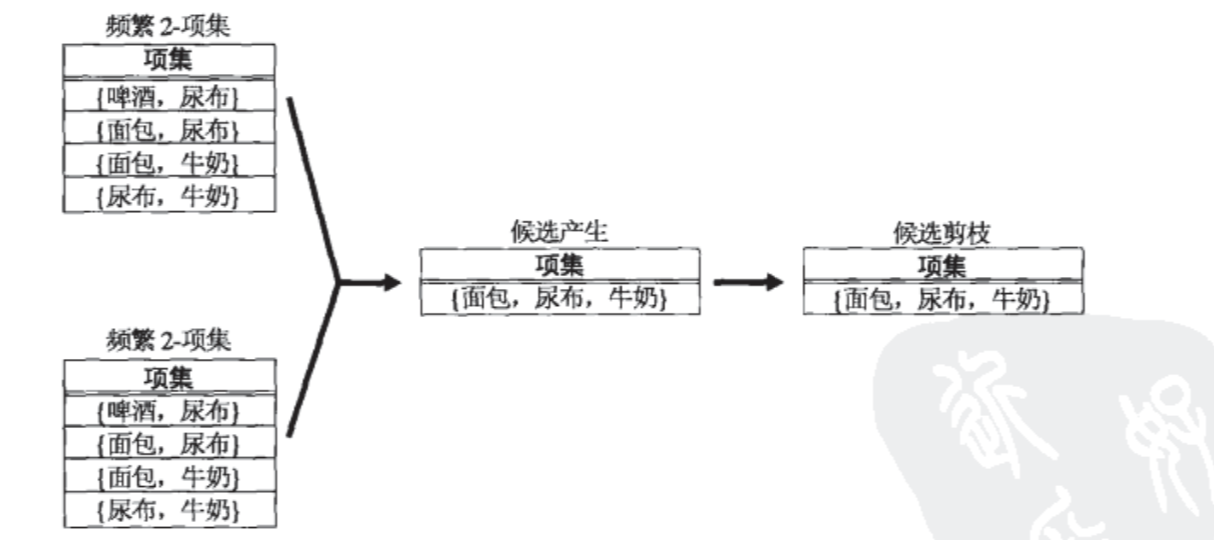 频繁 2-项集
项集
{啤酒，尿布}
{面包，尿布}
{面包，牛奶}
{尿布，牛奶}
候选产生
项集
{面包，尿布，牛奶}
候选剪枝
项集
{面包，尿布，牛奶}
频繁 2-项集
项集
{啤酒，尿布}
{面包，尿布}
{面包，牛奶}
{尿布，牛奶}